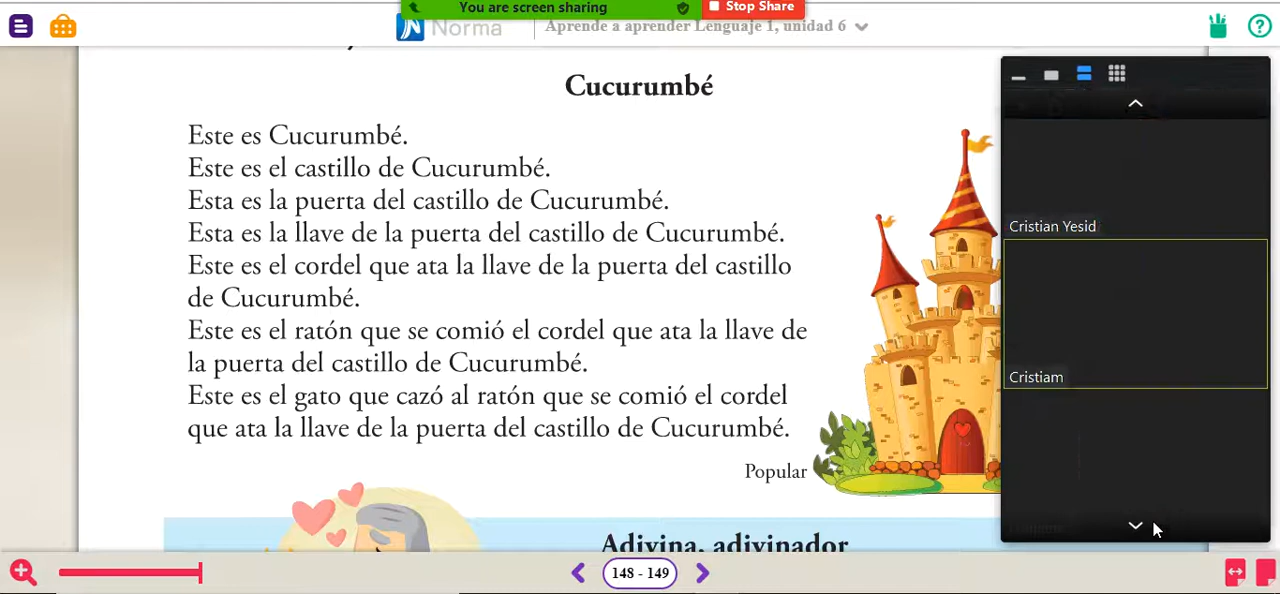 You are screen sharing
Stop Share
Norma
Aprende a aprender Lenguaje 1, unidad 6
Cucurumbé
Este es Cucurumbé.
Este es el castillo de Cucurumbé.
Esta es la puerta del castillo de Cucurumbé.
Esta es la llave de la puerta del castillo de Cucurumbé.
Este es el cordel que ata la llave de la puerta del castillo
de Cucurumbé.
Este es el ratón que se comió el cordel que ata la llave de
la puerta del castillo de Cucurumbé.
Este es el gato que cazó al ratón que se comió el cordel
que ata la llave de la puerta del castillo de Cucurumbé.
Popular
Adivina, adivinador
Cristian Yesid
Cristiam
148 - 149